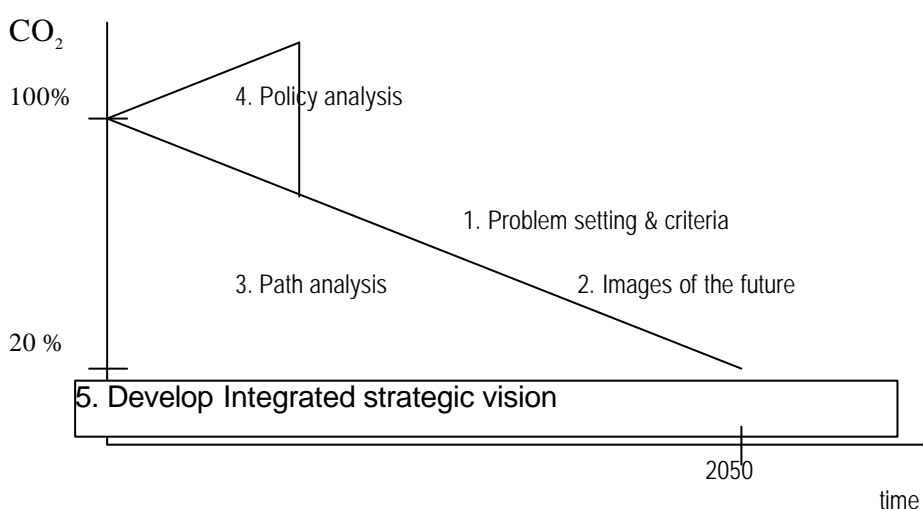 CO₂
100%
4. Policy analysis
1. Problem setting & criteria
3. Path analysis
2. Images of the future
20 %
5. Develop Integrated strategic vision
2050
time